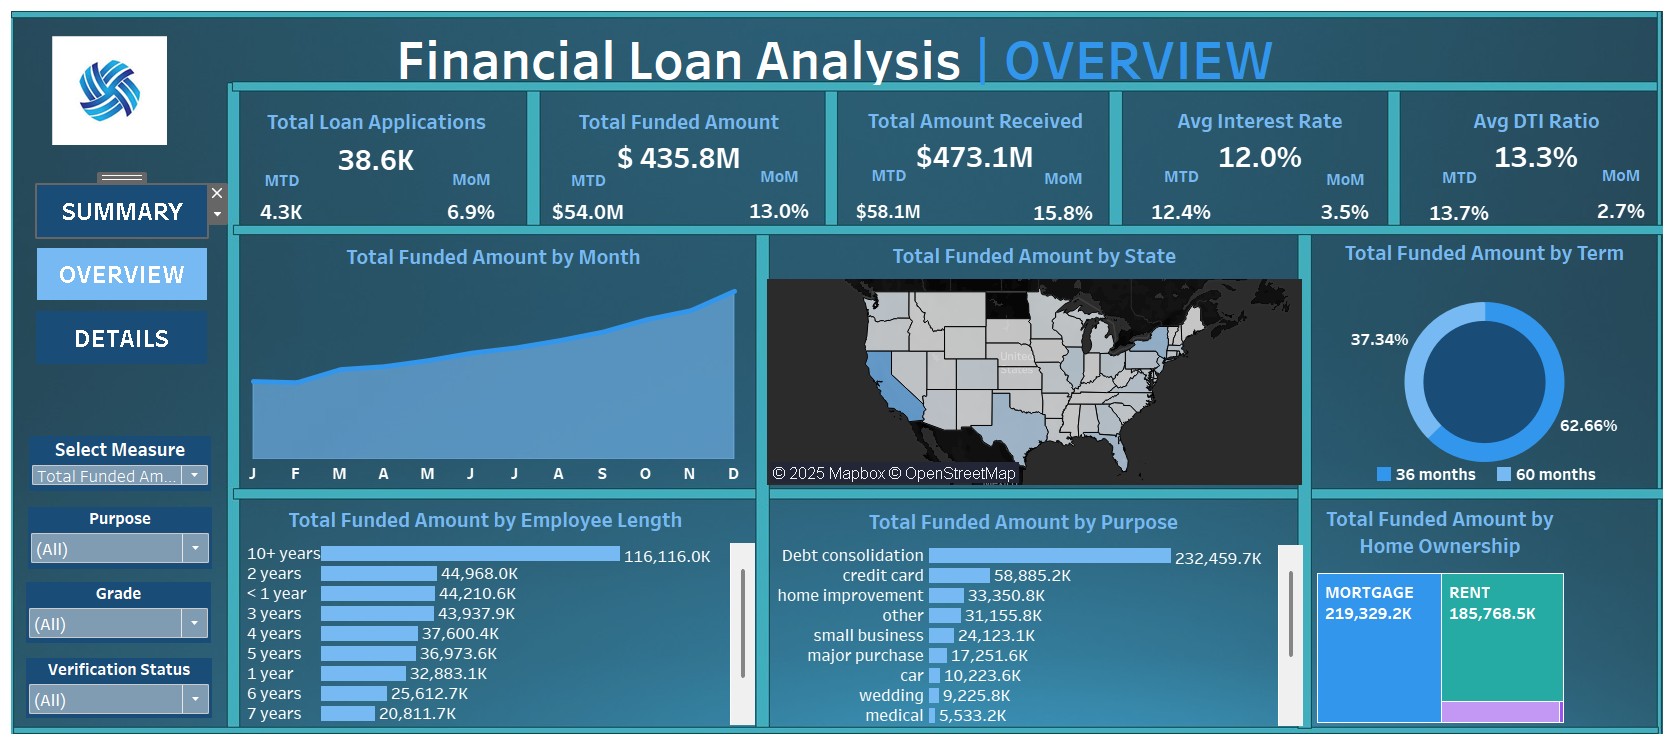 Financial Loan Analysis | OVERVIEW
Total Loan Applications
38.6K
MTD
MoM
4.3K
6.9%
Total Funded Amount
$ 435.8M
MTD
MoM
$54.0M
13.0%
Total Amount Received
$473.1M
MTD
MoM
$58.1M
15.8%
Avg Interest Rate
12.0%
MTD
MoM
12.4%
3.5%
Avg DTI Ratio
13.3%
MTD
MoM
13.7%
2.7%
SUMMARY
OVERVIEW
DETAILS
Select Measure
Total Funded Am...
Purpose
(All)
Grade
(All)
Verification Status
(All)
Total Funded Amount by Month
J F M A M J J A S O N D
Total Funded Amount by State
United
States
© 2025 Mapbox © OpenStreetMap
Total Funded Amount by Term
37.34%
62.66%
36 months 60 months
Total Funded Amount by Employee Length
10+ years 116,116.0K
2 years 44,968.0K
< 1 year 44,210.6K
3 years 43,937.9K
4 years 37,600.4K
5 years 36,973.6K
1 year 32,883.1K
6 years 25,612.7K
7 years 20,811.7K
Total Funded Amount by Purpose
Debt consolidation 232,459.7K
credit card 58,885.2K
home improvement 33,350.8K
other 31,155.8K
small business 24,123.1K
major purchase 17,251.6K
car 10,223.6K
wedding 9,225.8K
medical 5,533.2K
Total Funded Amount by
Home Ownership
MORTGAGE
219,329.2K
RENT
185,768.5K